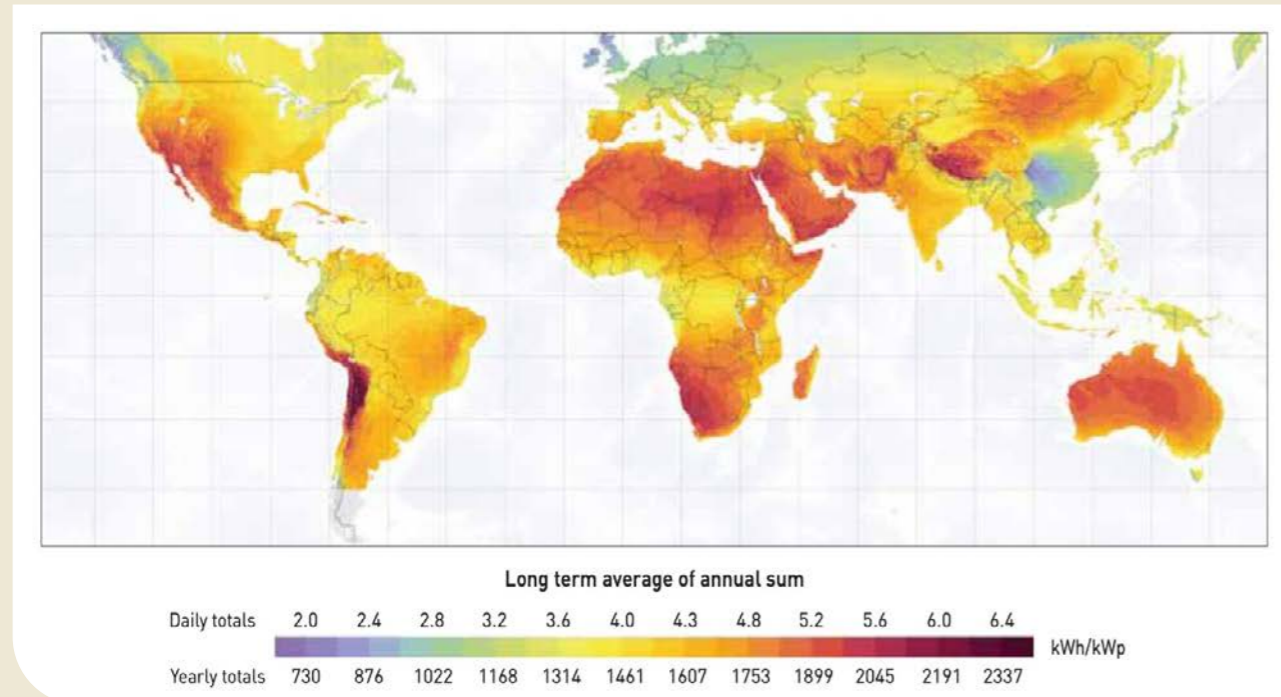 Long term average of annual sum
Daily totals 2.0 2.4 2.8 3.2 3.6 4.0 4.3 4.8 5.2 5.6 6.0 6.4
kWh/kWp
Yearly totals 730 876 1022 1168 1314 1461 1607 1753 1899 2045 2191 2337